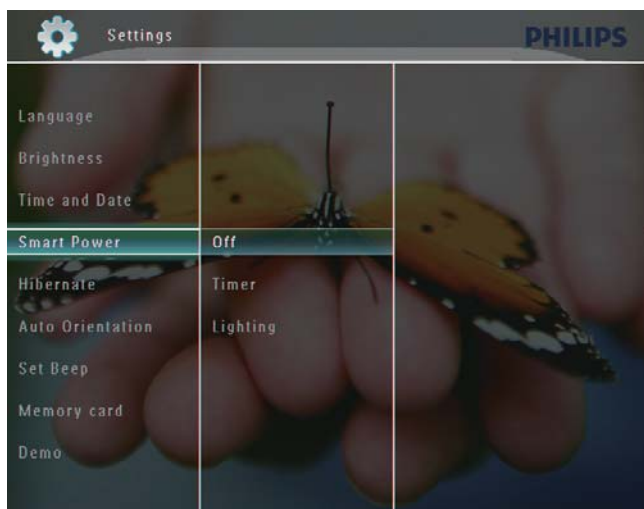 Settings
PHILIPS
Language
Brightness
Time and Date
Smart Power
Off
Hibernate
Timer
Auto Orientation
Lighting
Set Beep
Memory card
Demo